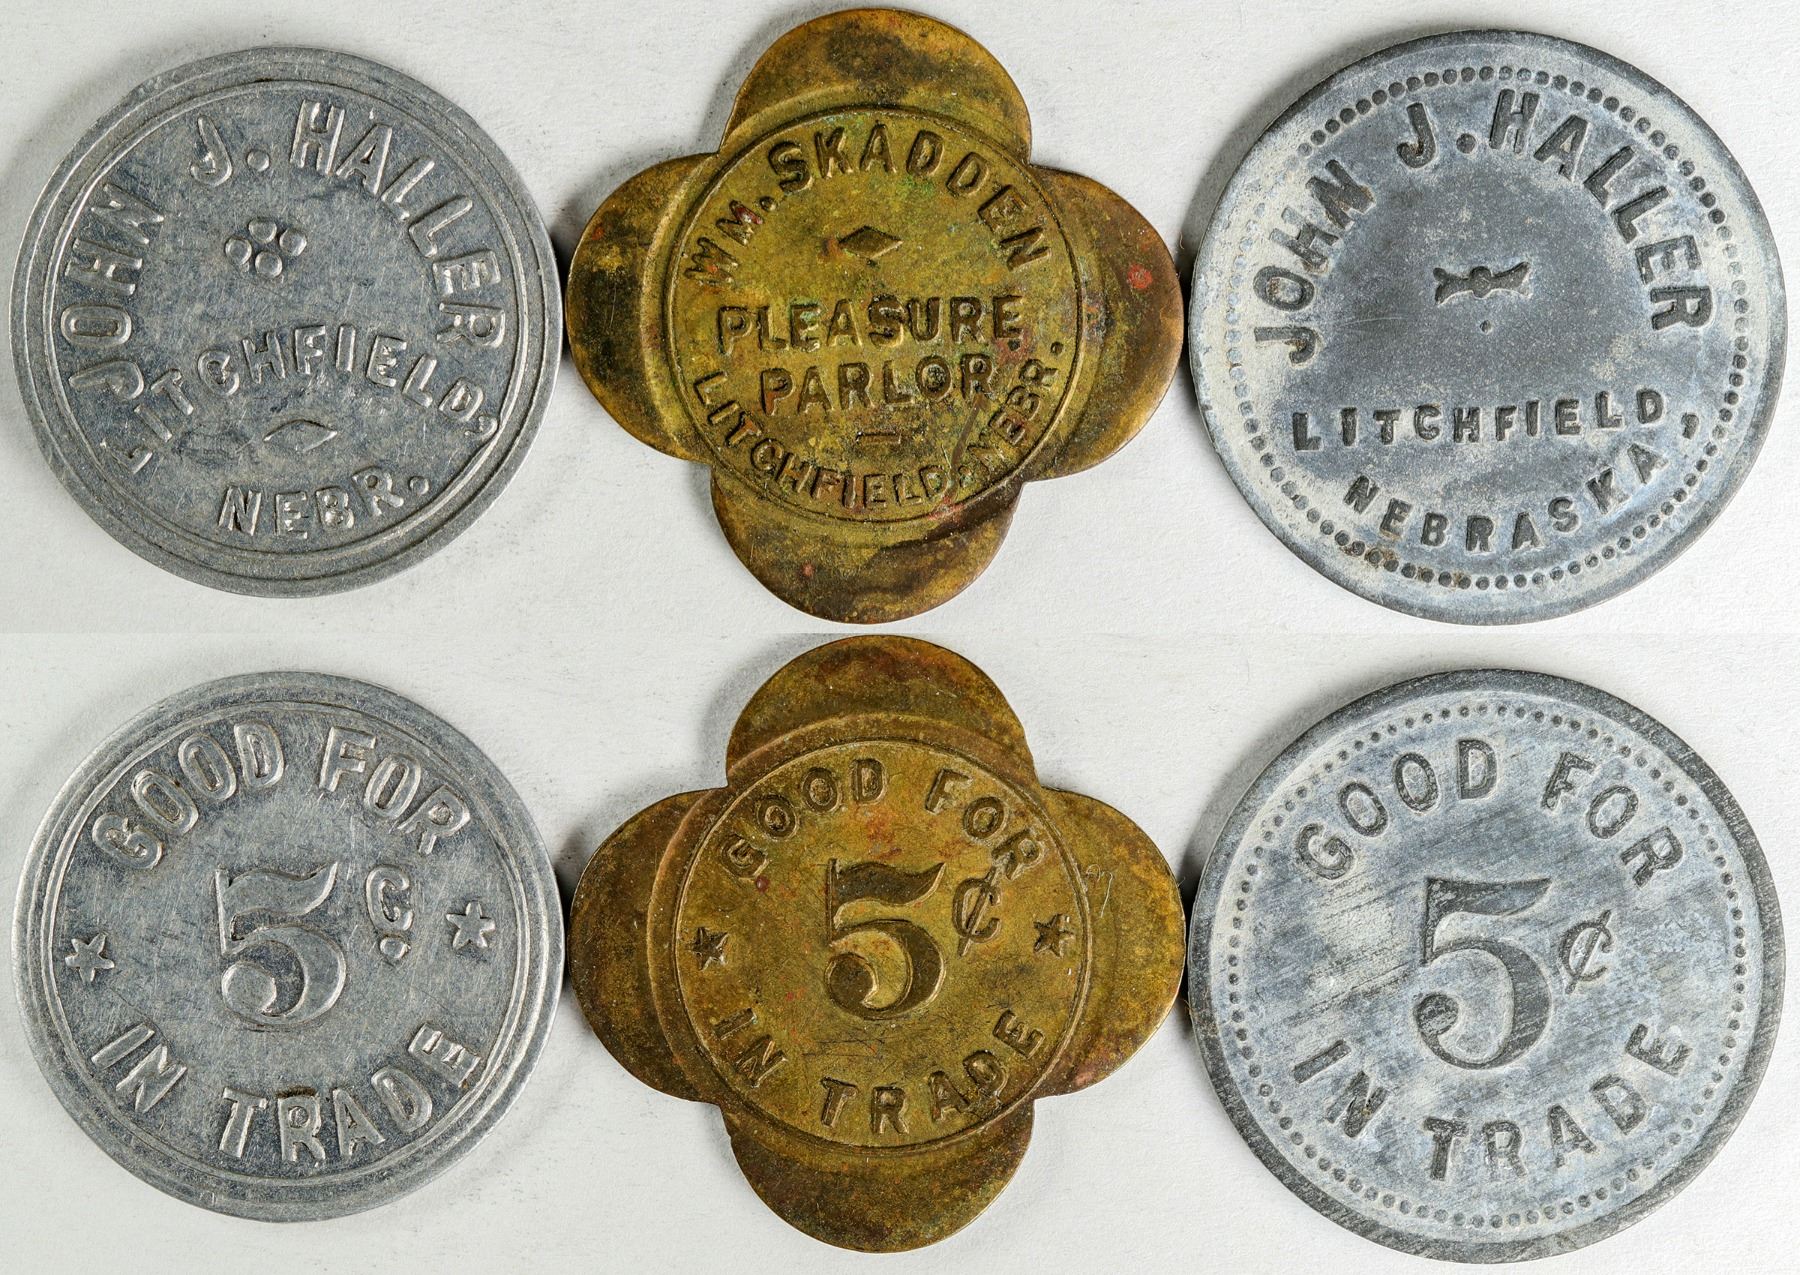 JOHN J. HALLER
LITCHFIELD,
NEBR.
WM. SKADDEN
PLEASURE
PARLOR
LITCHFIELD, NEBR.
JOHN J. HALLER
LITCHFIELD,
NEBRASKA
GOOD FOR
5 C.
IN TRADE
GOOD FOR
5¢
IN TRADE
GOOD FOR
5¢
IN TRADE